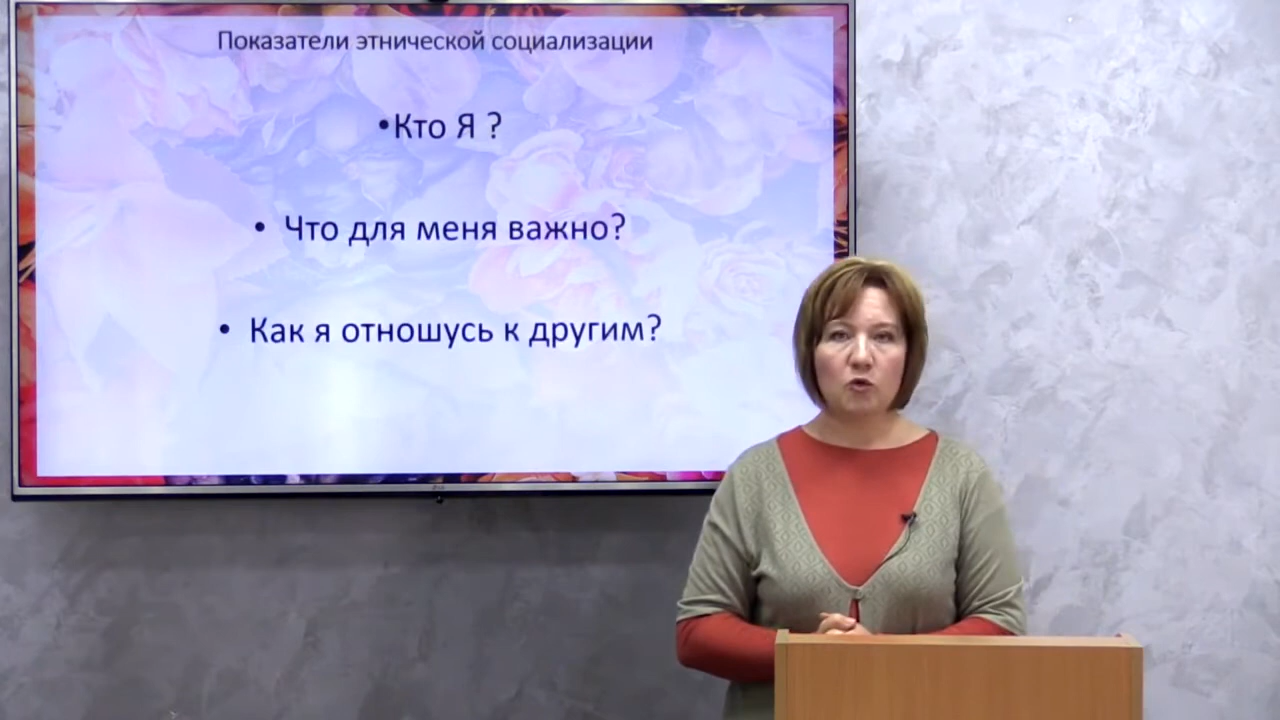 Показатели этнической социализации
•Кто Я ?
• Что для меня важно?
• Как я отношусь к другим?